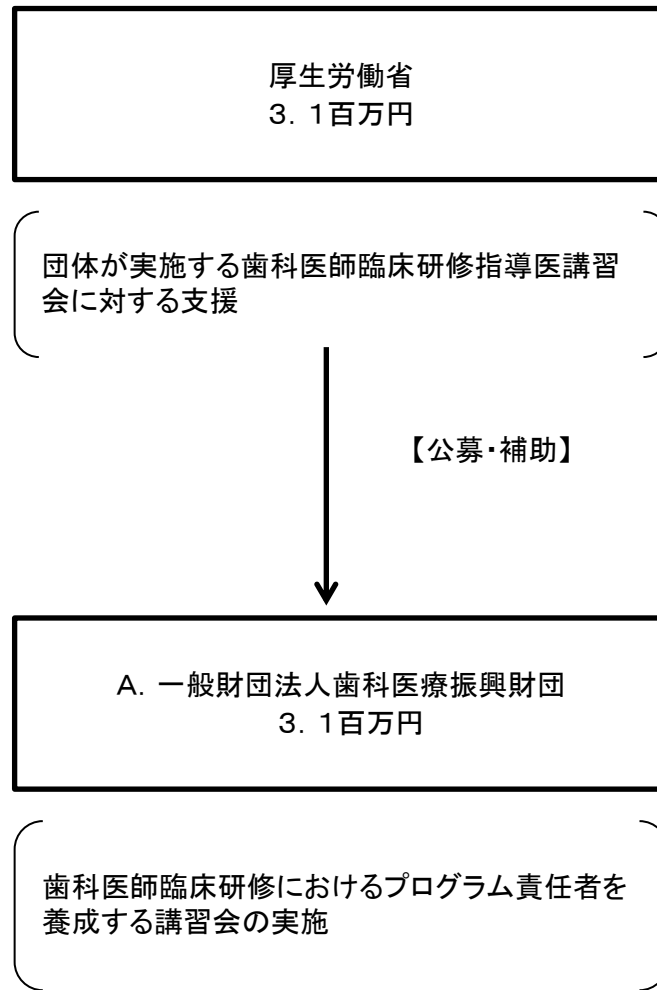 厚生労働省
３．１百万円
団体が実施する歯科医師臨床研修指導医講習
会に対する支援
【公募・補助】
Ａ．一般財団法人歯科医療振興財団
３．１百万円
歯科医師臨床研修におけるプログラム責任者を
養成する講習会の実施